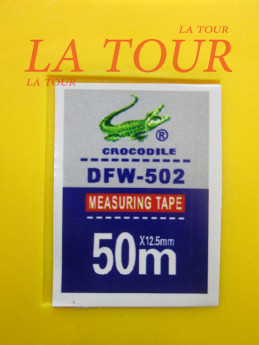 LA TOUR
LA TOUR
LA TOUR
®
CROCODILE
DFW-502
MEASURING TAPE
50m
X12.5mm